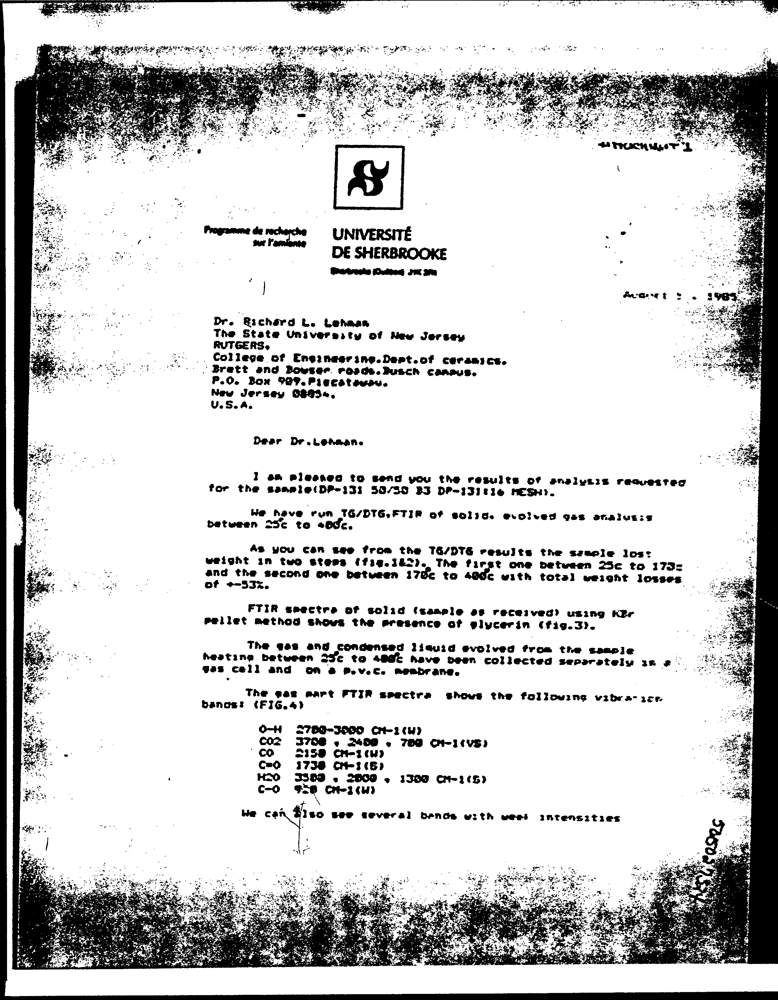 Programme de recherche
sur l'amiante
UNIVERSITÉ
DE SHERBROOKE
Sherbrooke (Québec) J1K 2R1
1985
Dr. Richard L. Lehman
The State University of New Jersey
RUTGERS.
College of Engineering.Dept.of ceramics.
Brett and Bowser roads.Busch campus.
P.O. Box 909.Piscataway.
New Jersey 08854.
U.S.A.
Dear Dr.Lehman.
I am pleased to send you the results of analysis requested
for the sample(DP-131 50/50 B3 DP-131:16 MESH).
We have run TG/DTG.FTIR of solid. evolved gas analysis
between 25c to 400c.
As you can see from the TG/DTG results the sample lost
weight in two steps (fig.1&2). The first one between 25c to 173c
and the second one between 170c to 400c with total weight losses
of +-53%.
FTIR spectra of solid (sample as received) using KBr
pellet method shows the presence of glycerin (fig.3).
The gas and condensed liquid evolved from the sample
heating between 25c to 400c have been collected separately in a
gas cell and on a p.v.c. membrane.
The gas part FTIR spectra shows the following vibration
bands: (FIG.4)
O-H 2700-3000 CM-1(W)
CO2 3700 , 2400 , 700 CM-1(VS)
CO 2150 CM-1(W)
C=O 1730 CM-1(S)
H2O 3500 , 2000 , 1300 CM-1(S)
C-O 920 CM-1(W)
We can also see several bands with week intensities